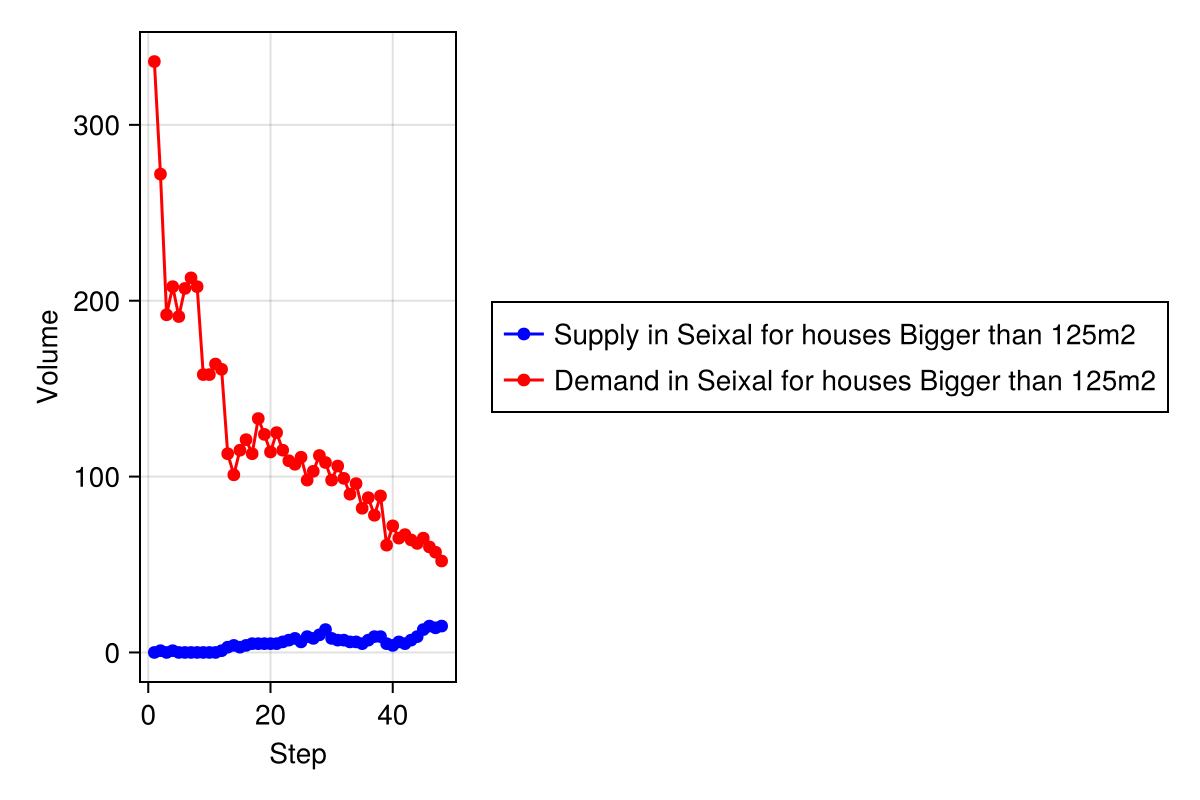 Volume
300
200
100
0
0 20 40
Step
Supply in Seixal for houses Bigger than 125m2
Demand in Seixal for houses Bigger than 125m2